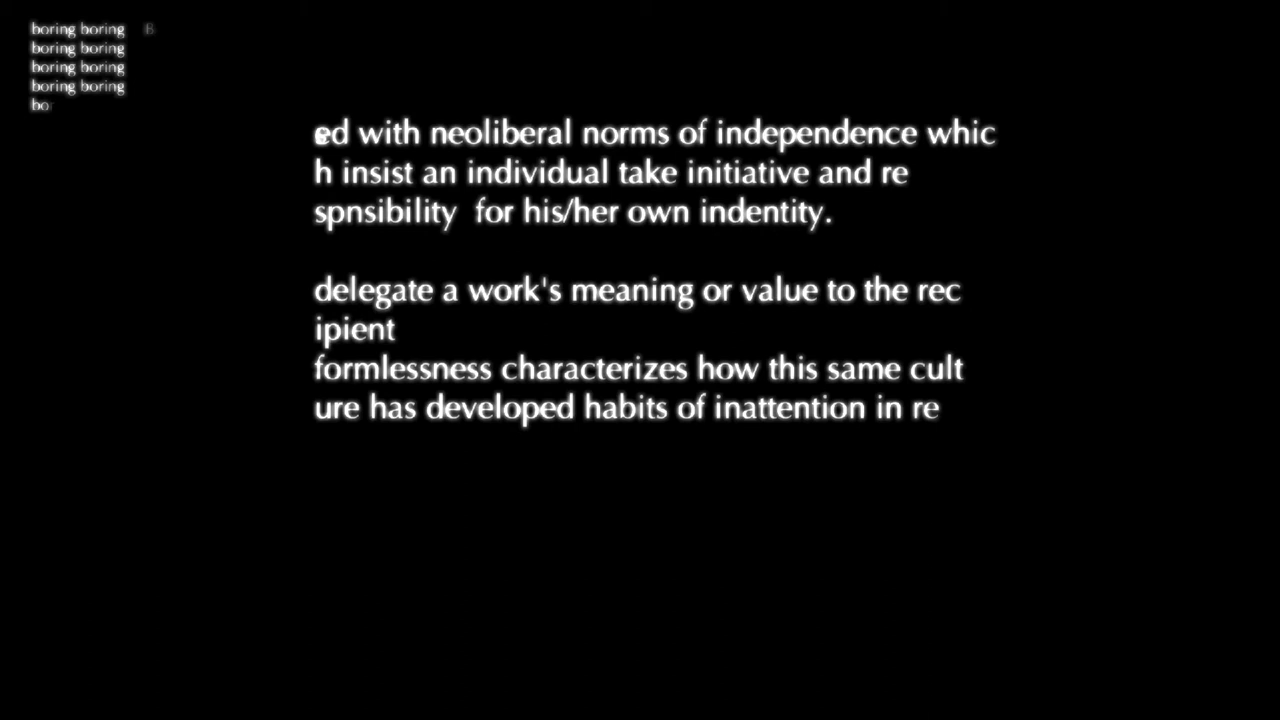 boring boring B
boring boring
boring boring
boring boring
bor
ed with neoliberal norms of independence whic
h insist an individual take initiative and re
spnsibility for his/her own indentity.
delegate a work's meaning or value to the rec
ipient
formlessness characterizes how this same cult
ure has developed habits of inattention in re